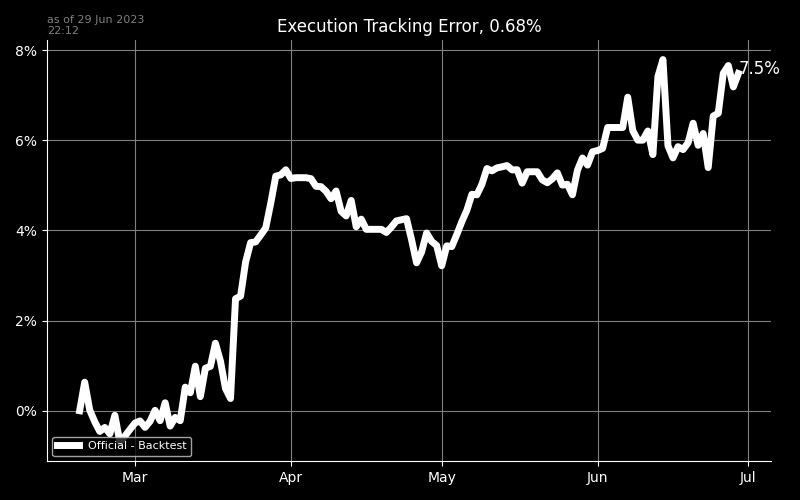 as of 29 Jun 2023
22:12
Execution Tracking Error, 0.68%
8%
7.5%
6%
4%
2%
0%
Official - Backtest
Mar
Apr
May
Jun
Jul